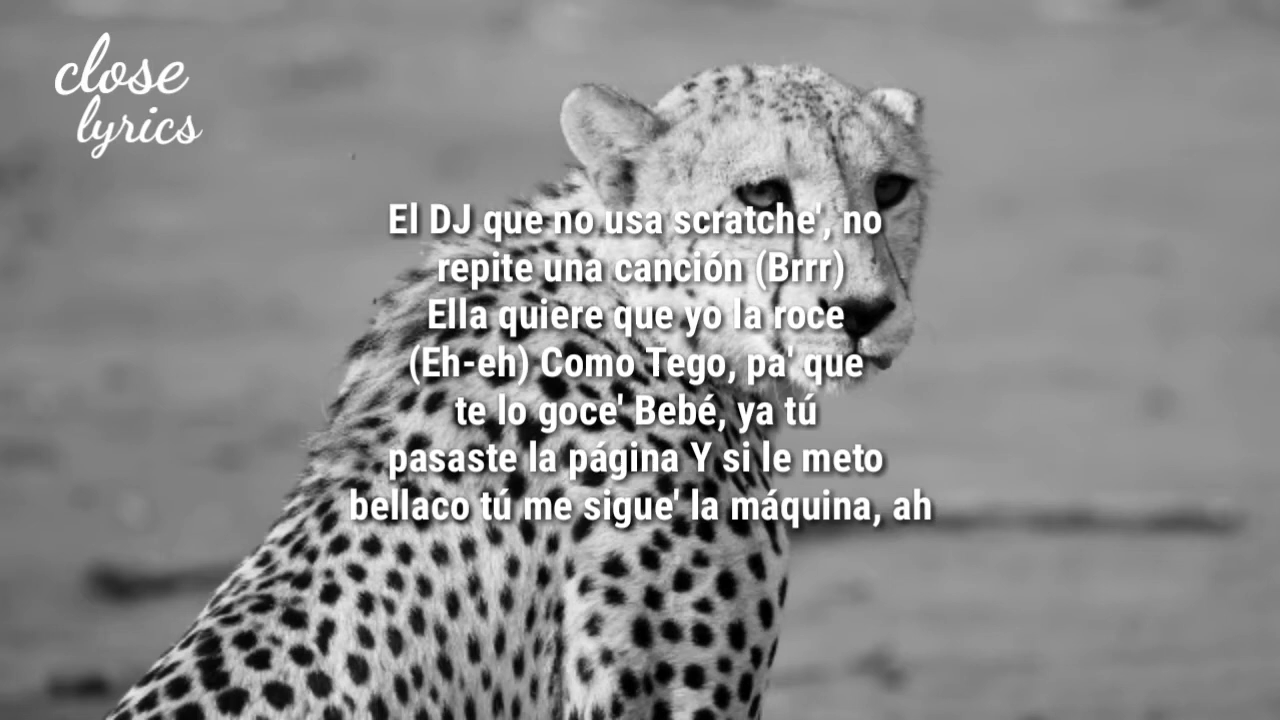 close
lyrics
El DJ que no usa scratche', no
repite una canción (Brrr)
Ella quiere que yo la roce
(Eh-eh) Como Tego, pa' que
te lo goce' Bebé, ya tú
pasaste la página Y si le meto
bellaco tú me sigue' la máquina, ah